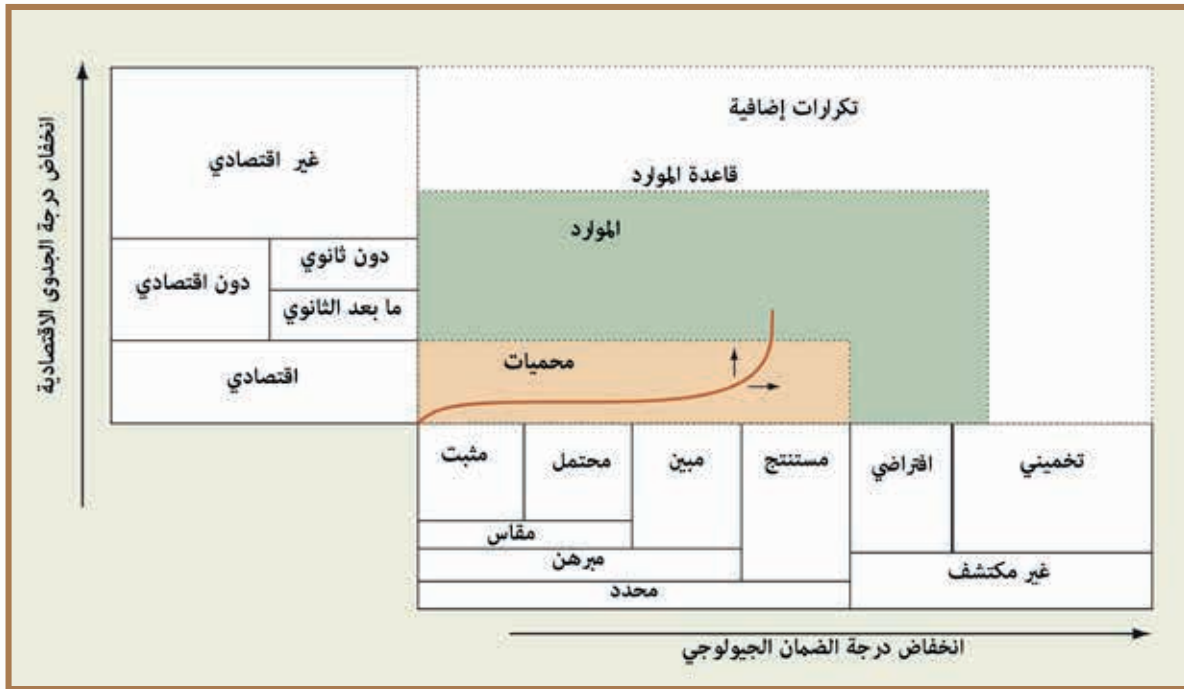 تكرارات إضافية
قاعدة الموارد
الموارد
محميات
انخفاض درجة الجدوى الاقتصادية
غير اقتصادي
دون اقتصادي
دون ثانوي
ما بعد الثانوي
اقتصادي
مثبت
محتمل
مبين
مستنتج
افتراضي
تخميني
مقاس
مبرهن
محدد
غير مكتشف
انخفاض درجة الضمان الجيولوجي